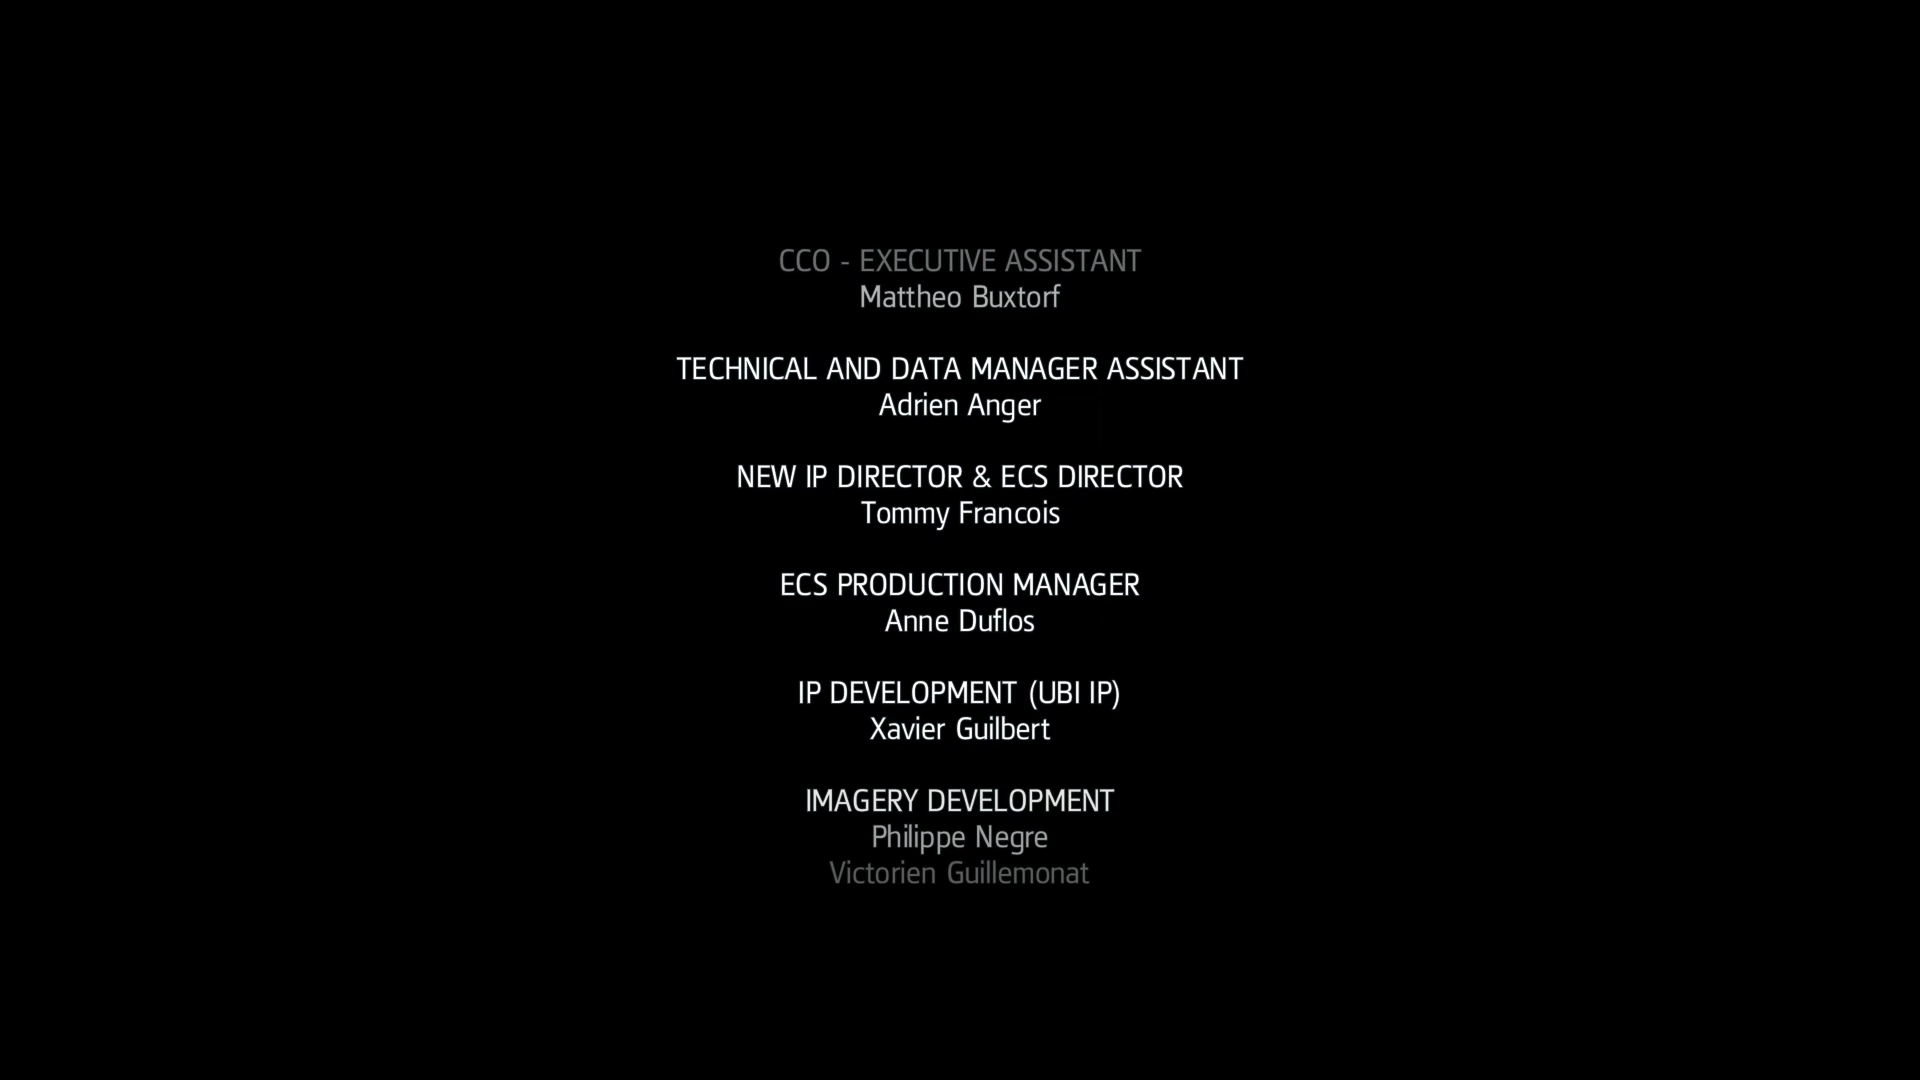 CCO - EXECUTIVE ASSISTANT
Mattheo Buxtorf
TECHNICAL AND DATA MANAGER ASSISTANT
Adrien Anger
NEW IP DIRECTOR & ECS DIRECTOR
Tommy Francois
ECS PRODUCTION MANAGER
Anne Duflos
IP DEVELOPMENT (UBI IP)
Xavier Guilbert
IMAGERY DEVELOPMENT
Philippe Negre
Victorien Guillemonat